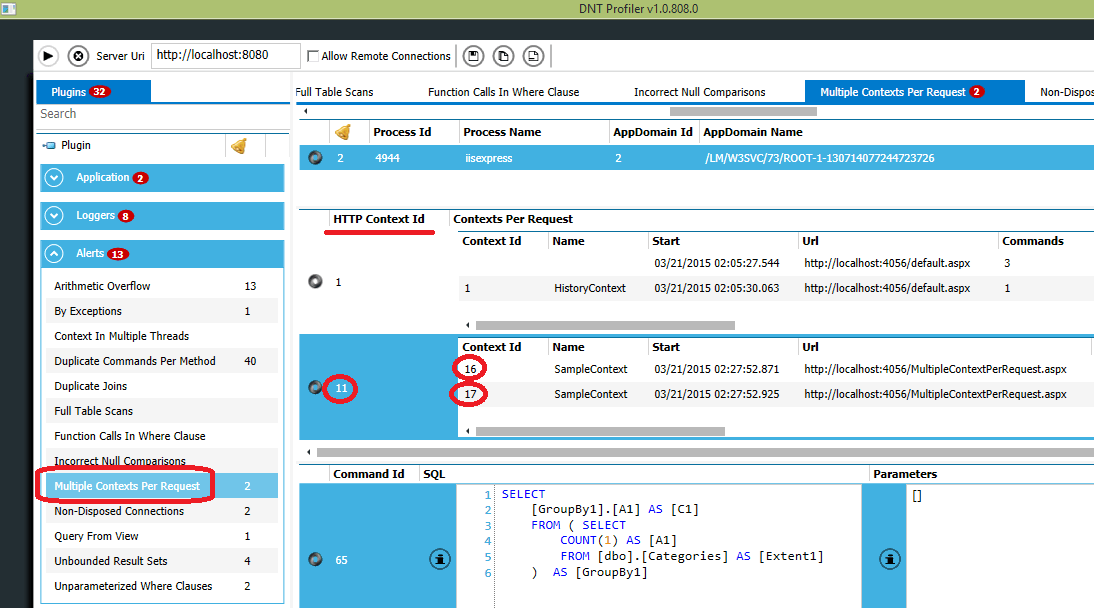 DNT Profiler v1.0.808.0
Server Uri http://localhost:8080 Allow Remote Connections
Plugins 32
Full Table Scans Function Calls In Where Clause Incorrect Null Comparisons Multiple Contexts Per Request 2 Non-Dispos
Search
Plugin
Process Id Process Name AppDomain Id AppDomain Name
2 4944 iisexpress 2 /LM/W3SVC/73/ROOT-1-130714077244723726
Application 2
Loggers 8
Alerts 13
Arithmetic Overflow 13
By Exceptions 1
Context In Multiple Threads
Duplicate Commands Per Method 40
Duplicate Joins
Full Table Scans
Function Calls In Where Clause
Incorrect Null Comparisons
Multiple Contexts Per Request 2
Non-Disposed Connections 2
Query From View 1
Unbounded Result Sets 4
Unparameterized Where Clauses 2
HTTP Context Id Contexts Per Request
Context Id Name Start Url Commands
03/21/2015 02:05:27.544 http://localhost:4056/default.aspx 3
1
1 HistoryContext 03/21/2015 02:05:30.063 http://localhost:4056/default.aspx 1
Context Id Name Start Url
16 SampleContext 03/21/2015 02:27:52.871 http://localhost:4056/MultipleContextPerRequest.aspx
11
17 SampleContext 03/21/2015 02:27:52.925 http://localhost:4056/MultipleContextPerRequest.aspx
Command Id SQL Parameters
65
1 SELECT
2 [GroupBy1].[A1] AS [C1]
3 FROM ( SELECT
4 COUNT(1) AS [A1]
5 FROM [dbo].[Categories] AS [Extent1]
6 ) AS [GroupBy1]
[]